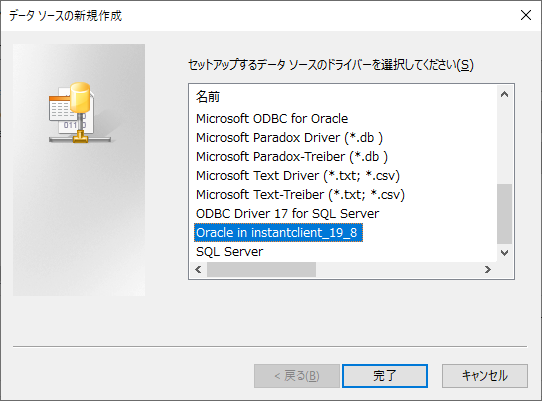 データ ソースの新規作成
セットアップするデータ ソースのドライバーを選択してください(S)
名前
Microsoft ODBC for Oracle
Microsoft Paradox Driver (*.db )
Microsoft Paradox-Treiber (*.db )
Microsoft Text Driver (*.txt; *.csv)
Microsoft Text-Treiber (*.txt; *.csv)
ODBC Driver 17 for SQL Server
Oracle in instantclient_19_8
SQL Server
< 戻る(B)
完了
キャンセル